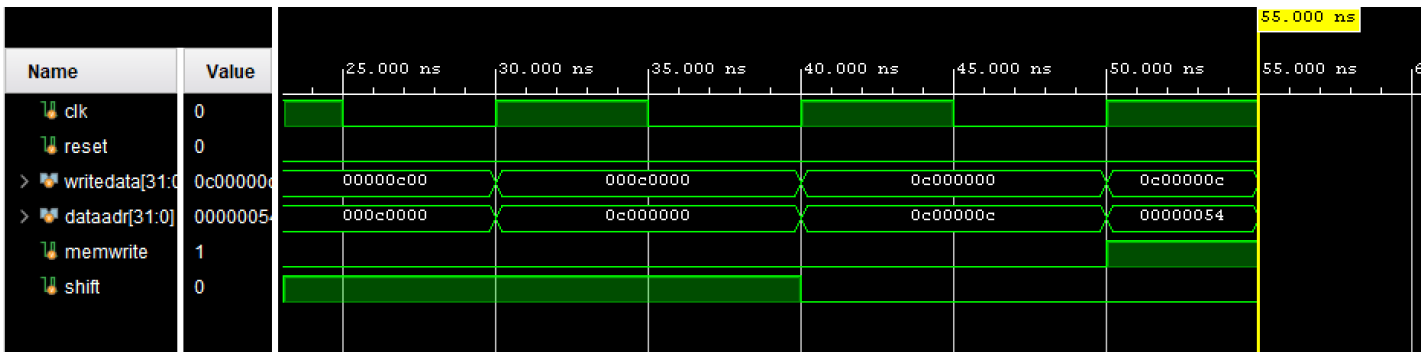 55.000 ns
Name Value 25.000 ns 30.000 ns 35.000 ns 40.000 ns 45.000 ns 50.000 ns 55.000 ns
clk 0
reset 0
writedata[31:0 0c00000c 00000c00 000c0000 0c000000 0c00000c
dataadr[31:0] 00000054 000c0000 0c000000 0c00000c 00000054
memwrite 1
shift 0